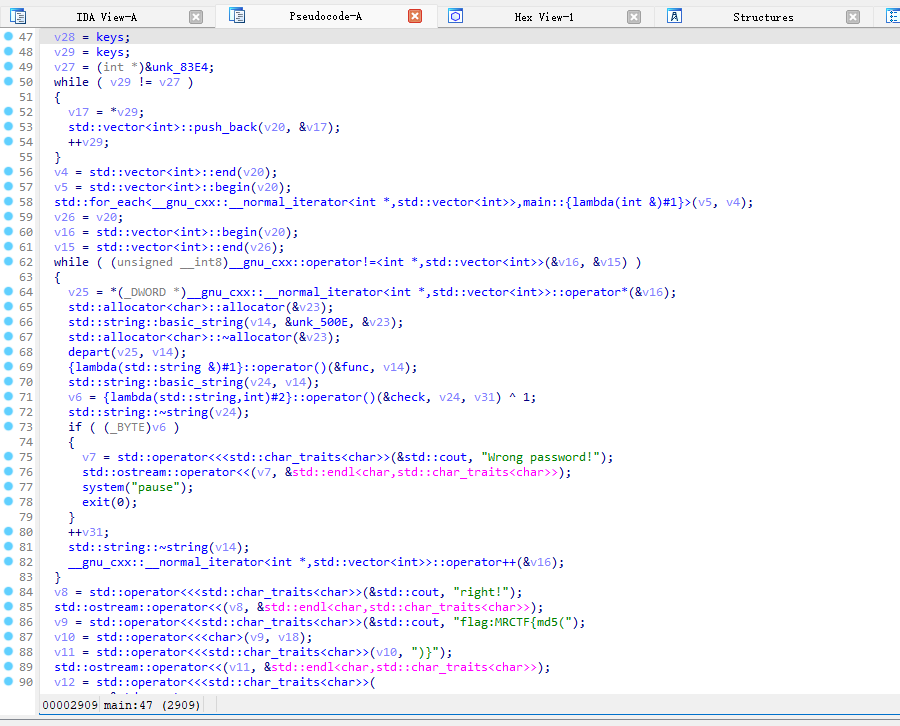 IDA View-A Pseudocode-A Hex View-1 Structures
47 v28 = keys;
48 v29 = keys;
49 v27 = (int *)&unk_83E4;
50 while ( v29 != v27 )
51 {
52 v17 = *v29;
53 std::vector<int>::push_back(v20, &v17);
54 ++v29;
55 }
56 v4 = std::vector<int>::end(v20);
57 v5 = std::vector<int>::begin(v20);
58 std::for_each<__gnu_cxx::__normal_iterator<int *,std::vector<int>>,main::{lambda(int &)#1}>(v5, v4);
59 v26 = v20;
60 v16 = std::vector<int>::begin(v20);
61 v15 = std::vector<int>::end(v26);
62 while ( (unsigned __int8)__gnu_cxx::operator!=<int *,std::vector<int>>(&v16, &v15) )
63 {
64 v25 = *(_DWORD *)__gnu_cxx::__normal_iterator<int *,std::vector<int>>::operator*(&v16);
65 std::allocator<char>::allocator(&v23);
66 std::string::basic_string(v14, &unk_500E, &v23);
67 std::allocator<char>::~allocator(&v23);
68 depart(v25, v14);
69 {lambda(std::string &)#1}::operator()(&func, v14);
70 std::string::basic_string(v24, v14);
71 v6 = {lambda(std::string,int)#2}::operator()(&check, v24, v31) ^ 1;
72 std::string::~string(v24);
73 if ( (_BYTE)v6 )
74 {
75 v7 = std::operator<<<std::char_traits<char>>(&std::cout, "Wrong password!");
76 std::ostream::operator<<(v7, &std::endl<char,std::char_traits<char>>);
77 system("pause");
78 exit(0);
79 }
80 ++v31;
81 std::string::~string(v14);
82 __gnu_cxx::__normal_iterator<int *,std::vector<int>>::operator++(&v16);
83 }
84 v8 = std::operator<<<std::char_traits<char>>(&std::cout, "right!");
85 std::ostream::operator<<(v8, &std::endl<char,std::char_traits<char>>);
86 v9 = std::operator<<<std::char_traits<char>>(&std::cout, "flag:MRCTF{md5(");
87 v10 = std::operator<<<char>(v9, v18);
88 v11 = std::operator<<<std::char_traits<char>>(v10, ")}");
89 std::ostream::operator<<(v11, &std::endl<char,std::char_traits<char>>);
90 v12 = std::operator<<<std::char_traits<char>>(
00002909 main:47 (2909)